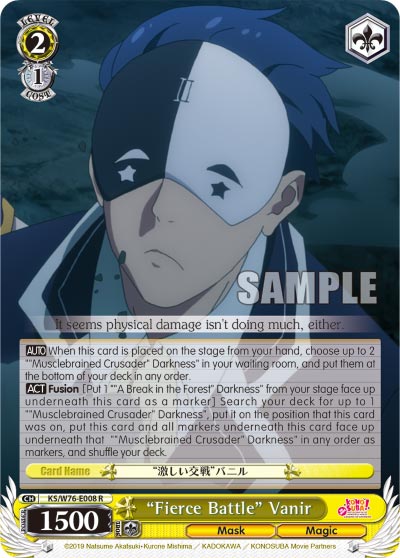 LEVEL
2
1
COST
II
SAMPLE
It seems physical damage isn't doing much, either.
AUTO When this card is placed on the stage from your hand, choose up to 2
""Musclebrained Crusader" Darkness" in your waiting room, and put them at
the bottom of your deck in any order.
ACT Fusion [Put 1 ""A Break in the Forest" Darkness" from your stage face up
underneath this card as a marker] Search your deck for up to 1
""Musclebrained Crusader" Darkness", put it on the position that this card
was on, put this card and all markers underneath this card face up
underneath that ""Musclebrained Crusader" Darkness" in any order as
markers, and shuffle your deck.
Card Name
“激しい交戦”バニル
CH KS/W76-E008 R
POWER
1500
SOUL
"Fierce Battle" Vanir
Mask
Magic
©2019 Natsume Akatsuki・Kurone Mishima / KADOKAWA / KONOSUBA Movie Partners